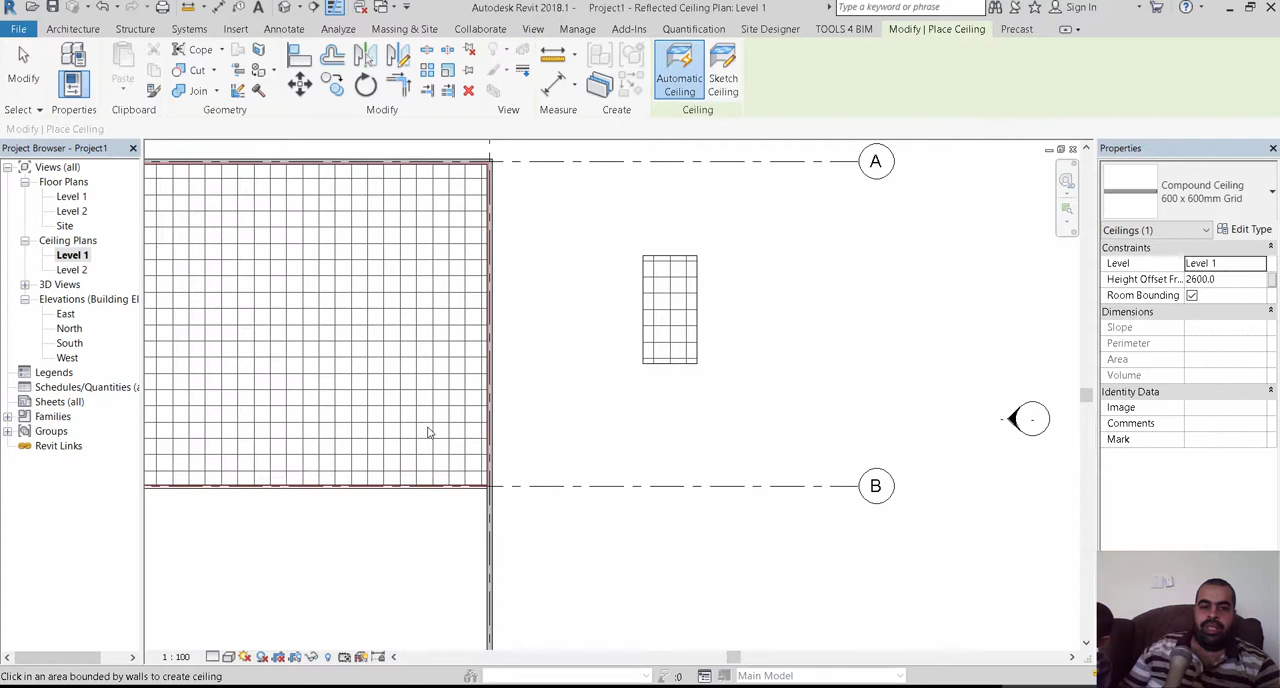 Autodesk Revit 2018.1 -
Project1 - Reflected Ceiling Plan: Level 1
Type a keyword or phrase
Sign In
File
Architecture
Structure
Systems
Insert
Annotate
Analyze
Massing & Site
Collaborate
View
Manage
Add-Ins
Quantification
Site Designer
TOOLS 4 BIM
Modify | Place Ceiling
Precast
Modify
Paste
Cope
Cut
Join
Automatic Ceiling
Sketch Ceiling
Select
Properties
Clipboard
Geometry
Modify
View
Measure
Create
Ceiling
Modify | Place Ceiling
Project Browser - Project1
Views (all)
Floor Plans
Level 1
Level 2
Site
Ceiling Plans
Level 1
Level 2
3D Views
Elevations (Building El
East
North
South
West
Legends
Schedules/Quantities (a
Sheets (all)
Families
Groups
Revit Links
A
B
Properties
Compound Ceiling
600 x 600mm Grid
Ceilings (1)
Edit Type
Constraints
Level
Level 1
Height Offset Fr...
2600.0
Room Bounding
Dimensions
Slope
Perimeter
Area
Volume
Identity Data
Image
Comments
Mark
1 : 100
Click in an area bounded by walls to create ceiling
:0
Main Model